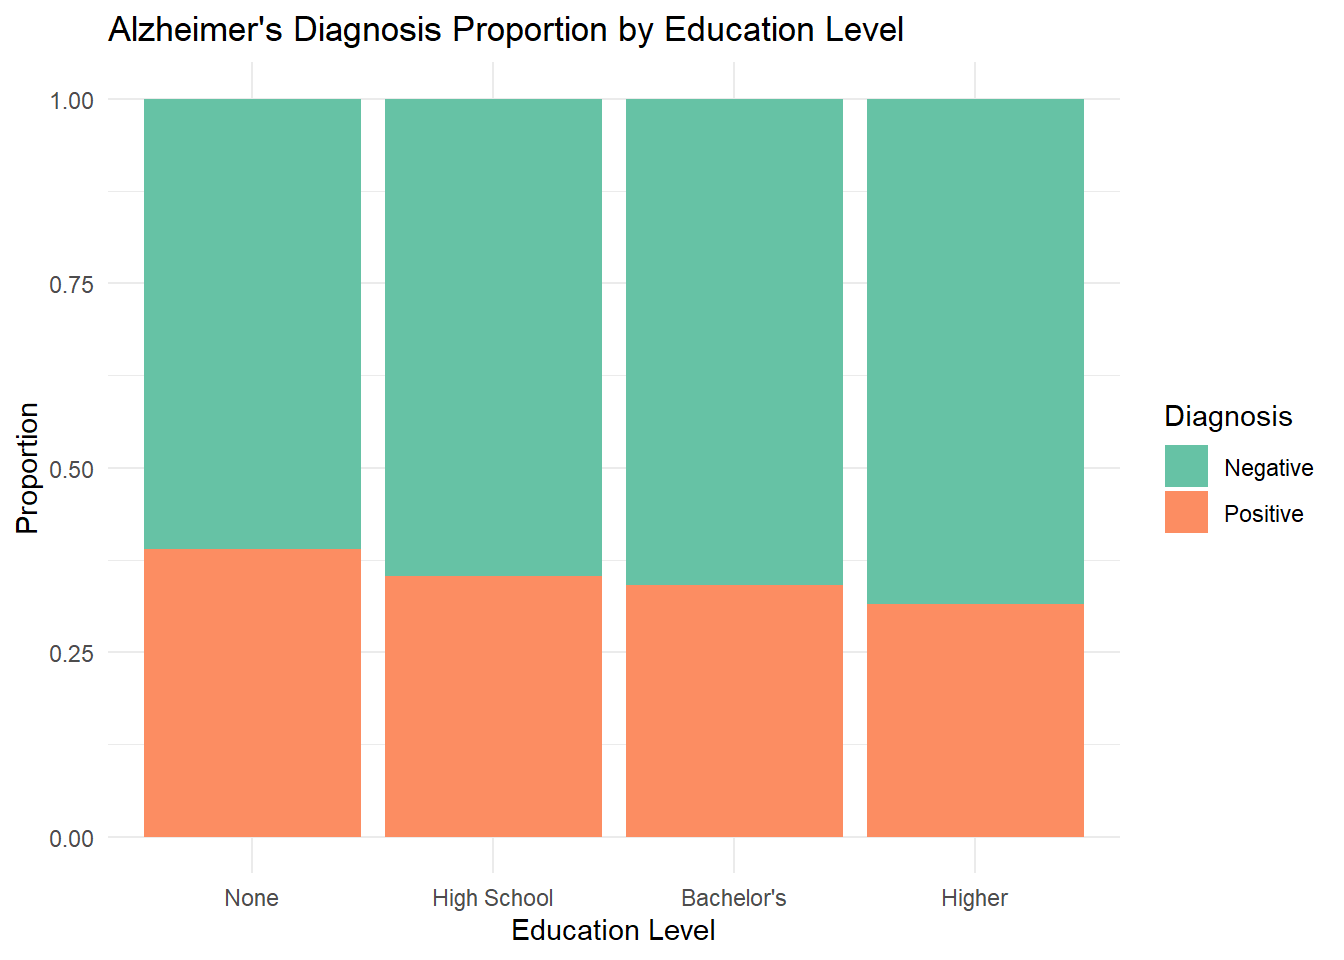 Alzheimer's Diagnosis Proportion by Education Level
1.00
0.75
0.50
0.25
0.00
Proportion
None
High School
Bachelor's
Higher
Education Level
Diagnosis
Negative
Positive